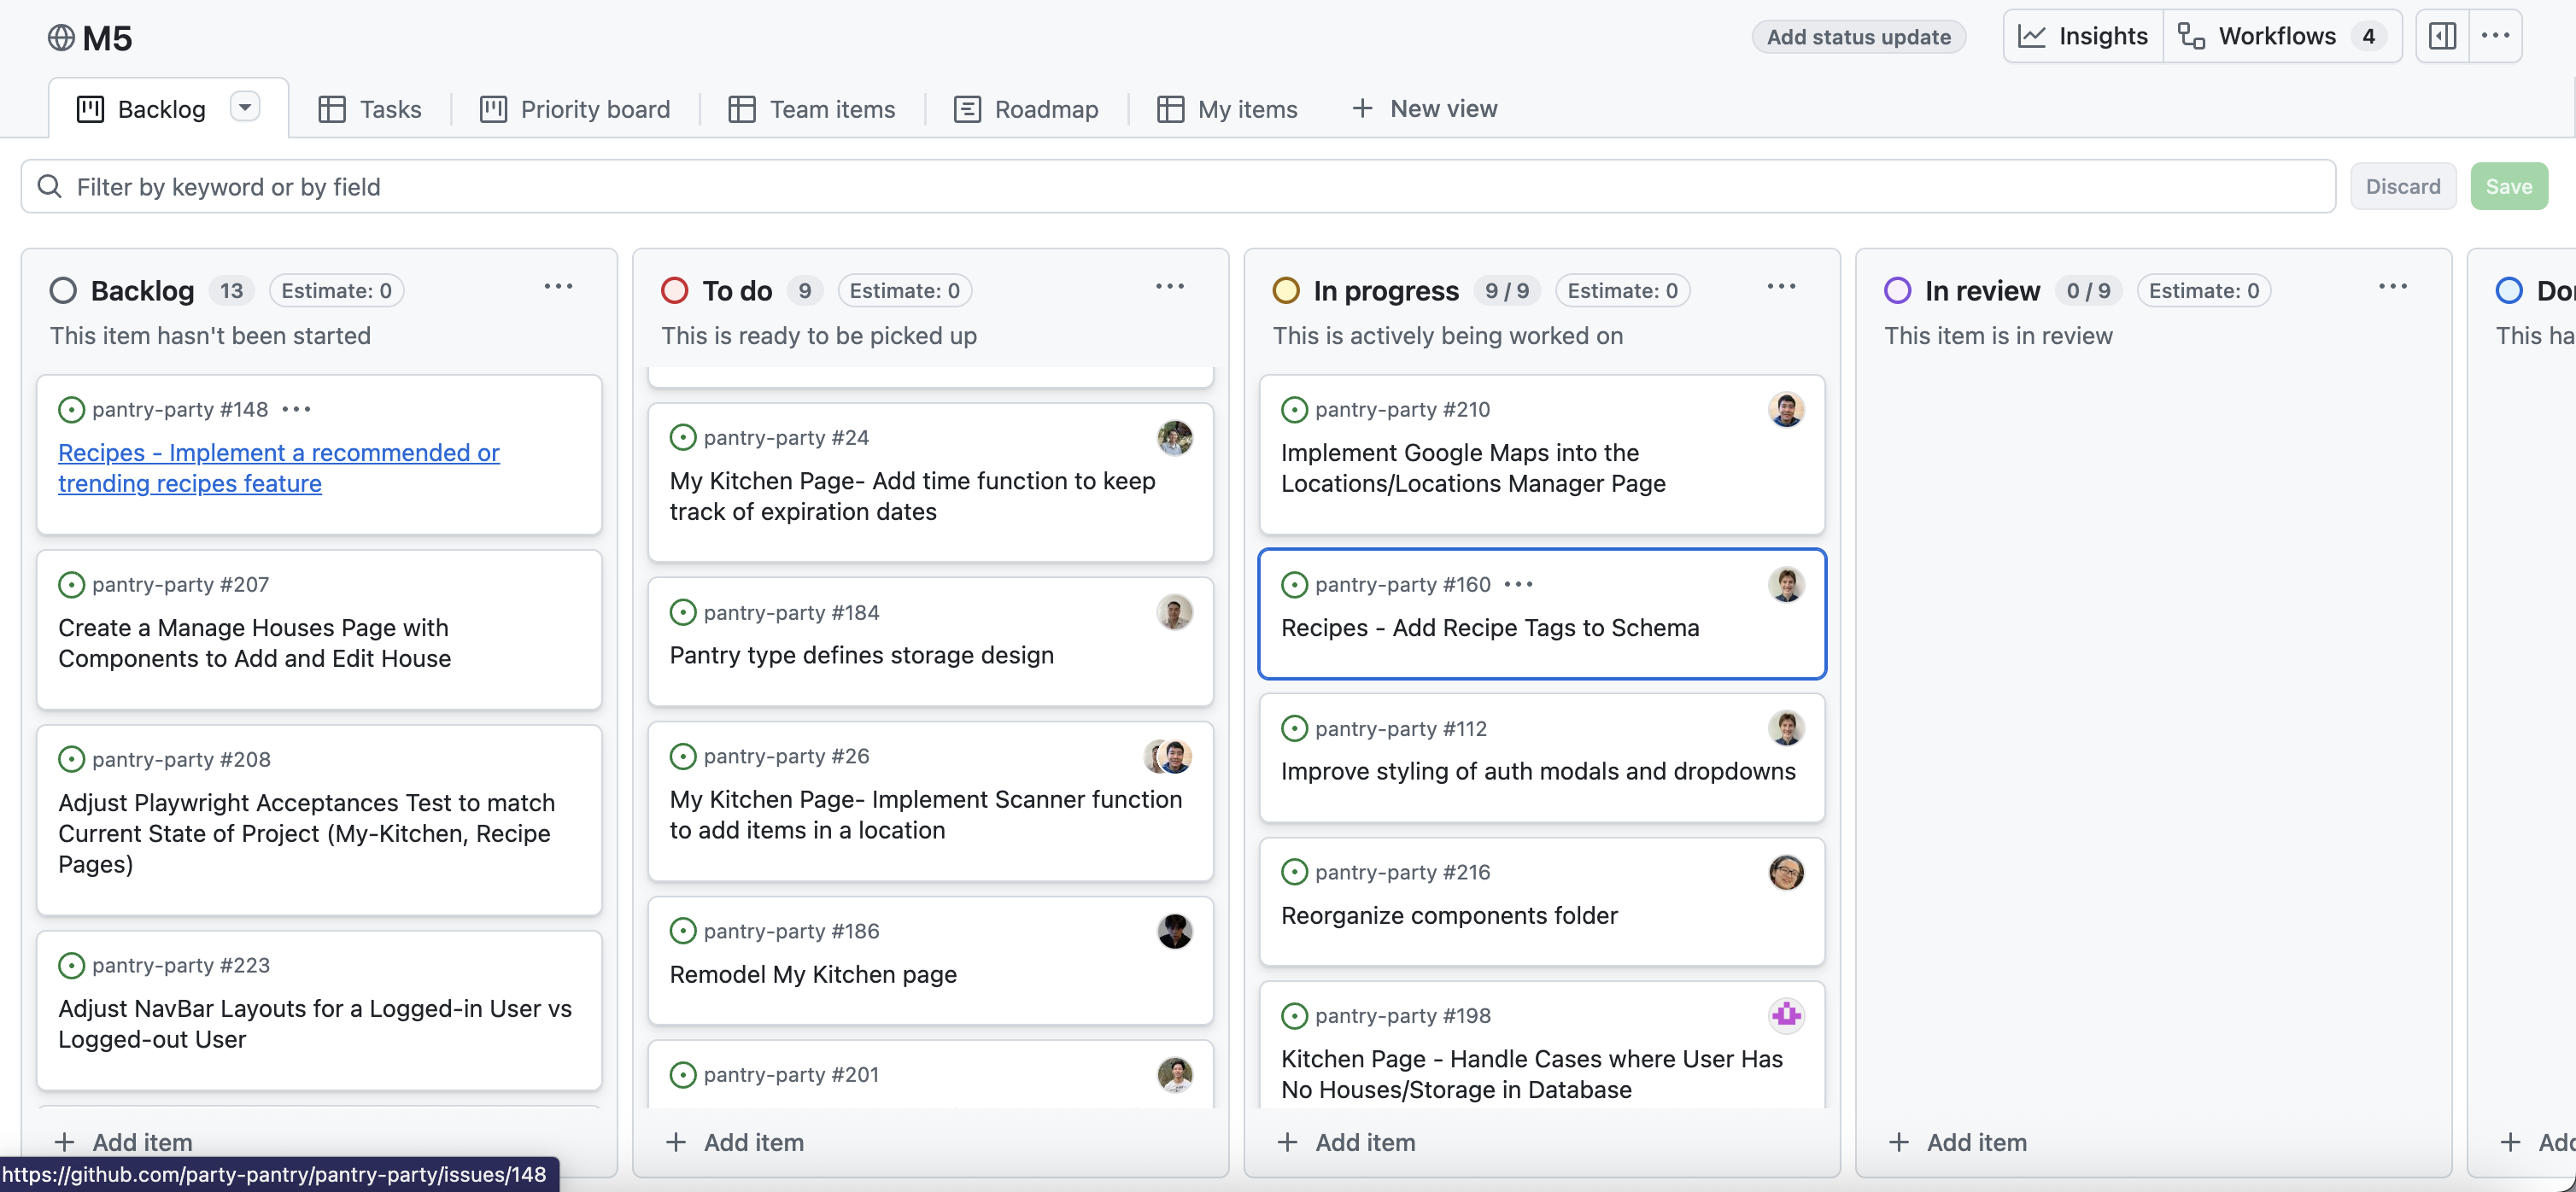 M5
Add status update
Insights
Workflows 4
Backlog
Tasks
Priority board
Team items
Roadmap
My items
New view
Filter by keyword or by field
Discard
Save
Backlog 13 Estimate: 0
This item hasn't been started
pantry-party #148
Recipes - Implement a recommended or
trending recipes feature
pantry-party #207
Create a Manage Houses Page with
Components to Add and Edit House
pantry-party #208
Adjust Playwright Acceptances Test to match
Current State of Project (My-Kitchen, Recipe
Pages)
pantry-party #223
Adjust NavBar Layouts for a Logged-in User vs
Logged-out User
Add item
To do 9 Estimate: 0
This is ready to be picked up
pantry-party #24
My Kitchen Page- Add time function to keep
track of expiration dates
pantry-party #184
Pantry type defines storage design
pantry-party #26
My Kitchen Page- Implement Scanner function
to add items in a location
pantry-party #186
Remodel My Kitchen page
pantry-party #201
Add item
In progress 9 / 9 Estimate: 0
This is actively being worked on
pantry-party #210
Implement Google Maps into the
Locations/Locations Manager Page
pantry-party #160
Recipes - Add Recipe Tags to Schema
pantry-party #112
Improve styling of auth modals and dropdowns
pantry-party #216
Reorganize components folder
pantry-party #198
Kitchen Page - Handle Cases where User Has
No Houses/Storage in Database
Add item
In review 0 / 9 Estimate: 0
This item is in review
Add item
This
https://github.com/party-pantry/pantry-party/issues/148